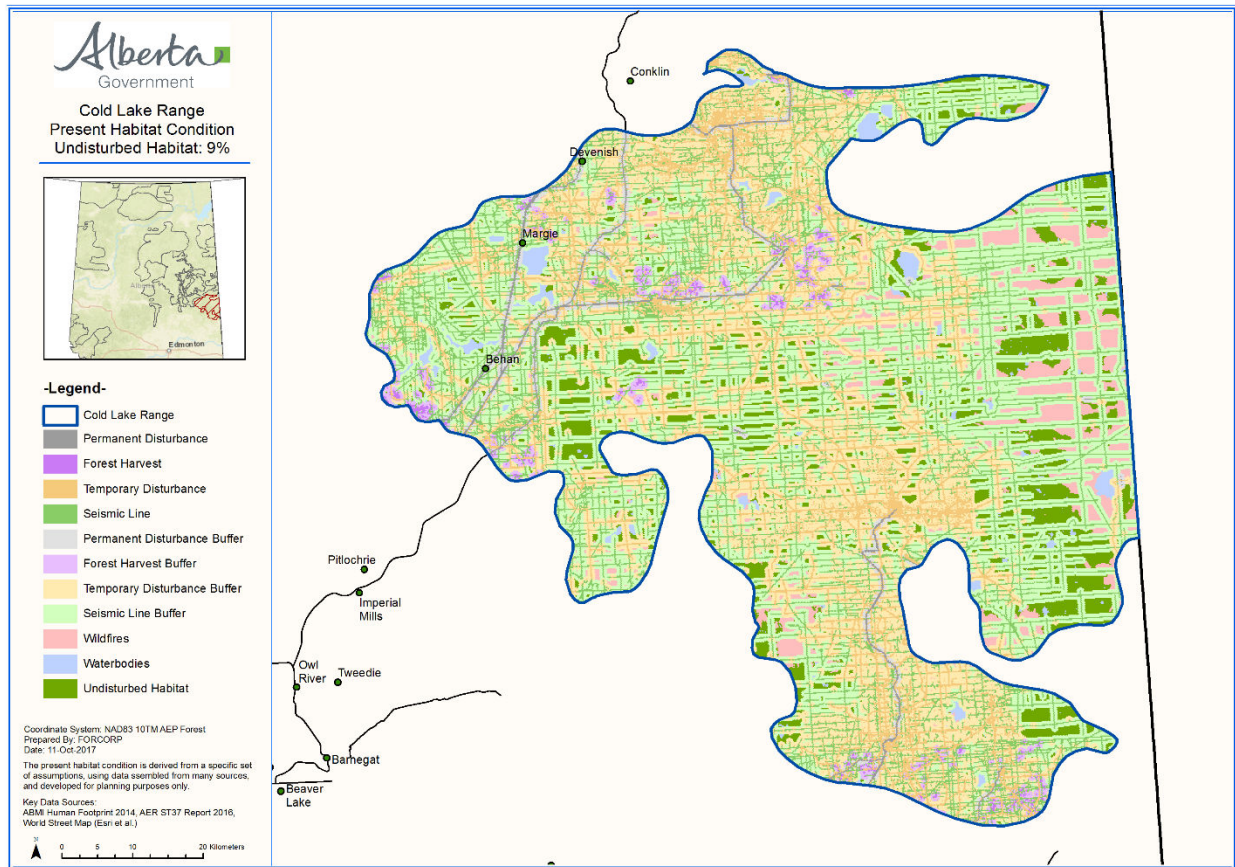 Alberta
Government
Cold Lake Range
Present Habitat Condition
Undisturbed Habitat: 9%
Alberta
Edmonton
-Legend-
Cold Lake Range
Permanent Disturbance
Forest Harvest
Temporary Disturbance
Seismic Line
Permanent Disturbance Buffer
Forest Harvest Buffer
Temporary Disturbance Buffer
Seismic Line Buffer
Wildfires
Waterbodies
Undisturbed Habitat
Coordinate System: NAD83 10TM AEP Forest
Prepared By: FORCORP
Date: 11-Oct-2017
The present habitat condition is derived from a specific set
of assumptions, using data ssembled from many sources,
and developed for planning purposes only.
Key Data Sources:
ABMI Human Footprint 2014, AER ST37 Report 2016,
World Street Map (Esri et al.)
0 5 10 20 Kilometers
Conklin
Devenish
Margie
Behan
Pitlochrie
Imperial
Mills
Owl
River
Tweedie
Barnegat
Beaver
Lake